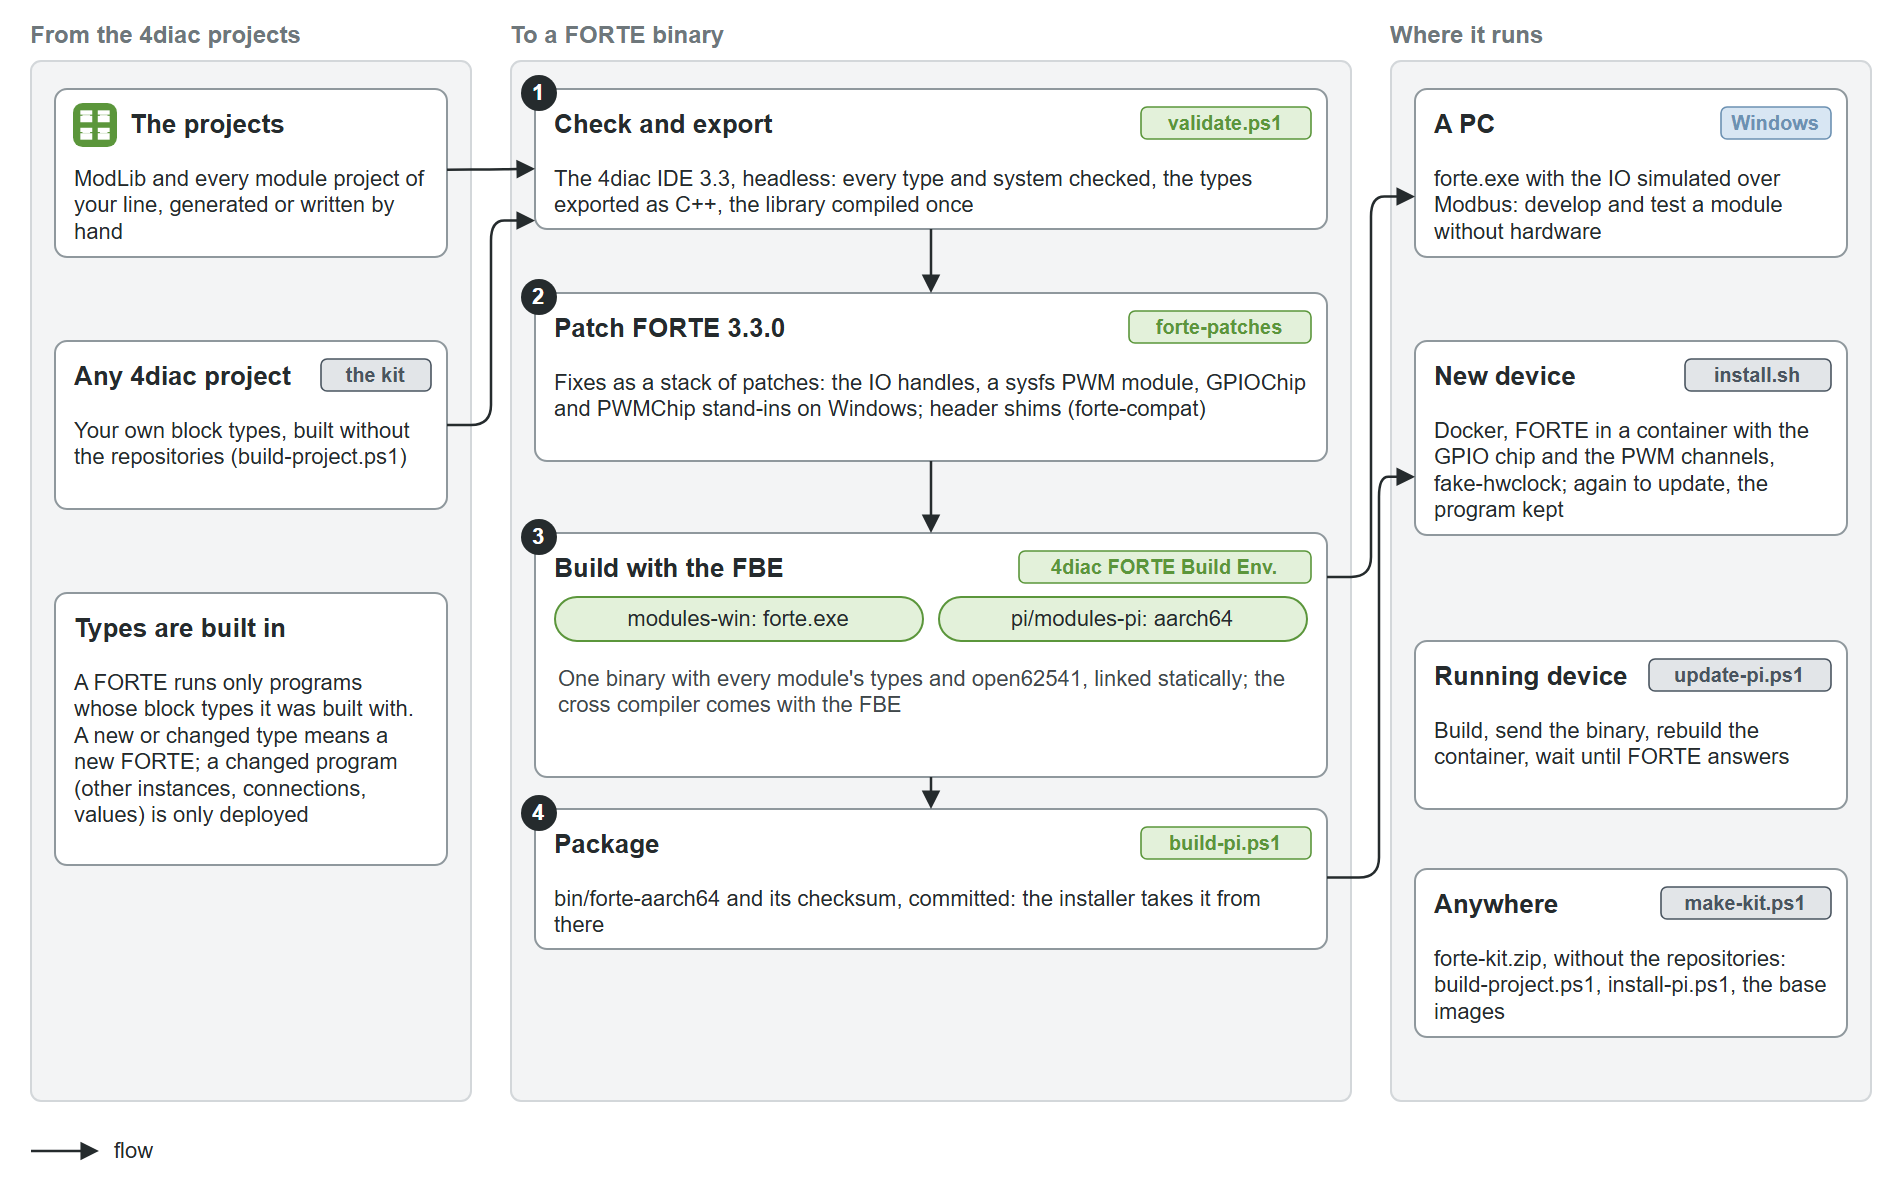 From the 4diac projects
The projects
ModLib and every module project of
your line, generated or written by
hand
Any 4diac project
the kit
Your own block types, built without
the repositories (build-project.ps1)
Types are built in
A FORTE runs only programs
whose block types it was built with.
A new or changed type means a
new FORTE; a changed program
(other instances, connections,
values) is only deployed
To a FORTE binary
1
Check and export
validate.ps1
The 4diac IDE 3.3, headless: every type and system checked, the types
exported as C++, the library compiled once
2
Patch FORTE 3.3.0
forte-patches
Fixes as a stack of patches: the IO handles, a sysfs PWM module, GPIOChip
and PWMChip stand-ins on Windows; header shims (forte-compat)
3
Build with the FBE
4diac FORTE Build Env.
modules-win: forte.exe
pi/modules-pi: aarch64
One binary with every module's types and open62541, linked statically; the
cross compiler comes with the FBE
4
Package
build-pi.ps1
bin/forte-aarch64 and its checksum, committed: the installer takes it from
there
Where it runs
A PC
Windows
forte.exe with the IO simulated over
Modbus: develop and test a module
without hardware
New device
install.sh
Docker, FORTE in a container with the
GPIO chip and the PWM channels,
fake-hwclock; again to update, the
program kept
Running device
update-pi.ps1
Build, send the binary, rebuild the
container, wait until FORTE answers
Anywhere
make-kit.ps1
forte-kit.zip, without the repositories:
build-project.ps1, install-pi.ps1, the base
images
flow